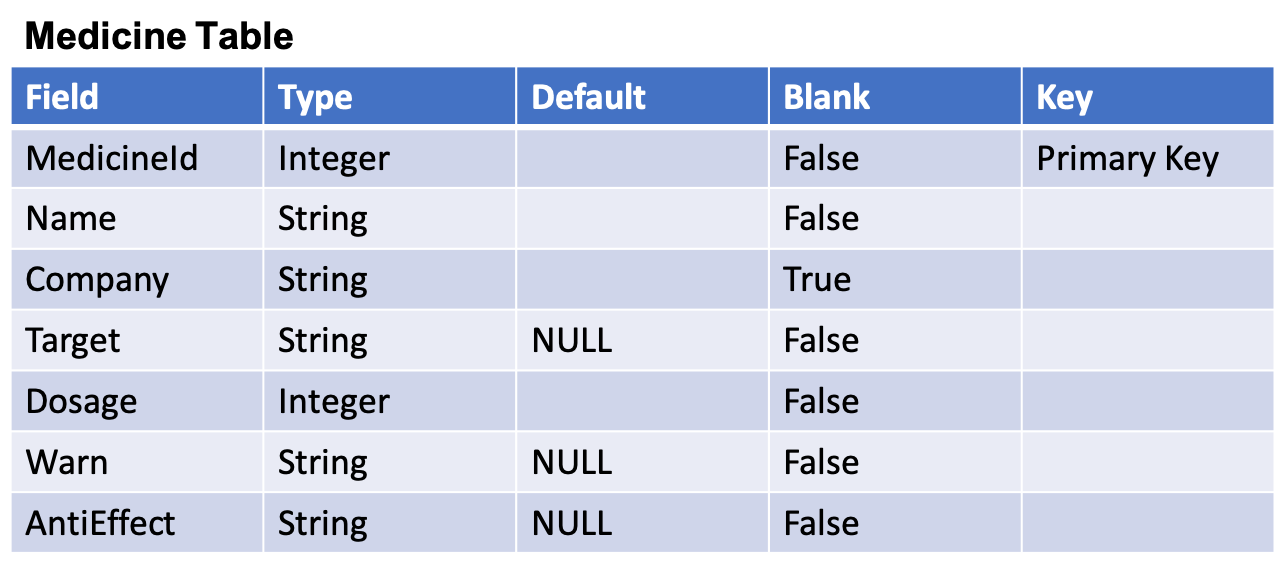 Medicine Table
Field Type Default Blank Key
MedicineId Integer False Primary Key
Name String False
Company String True
Target String NULL False
Dosage Integer False
Warn String NULL False
AntiEffect String NULL False